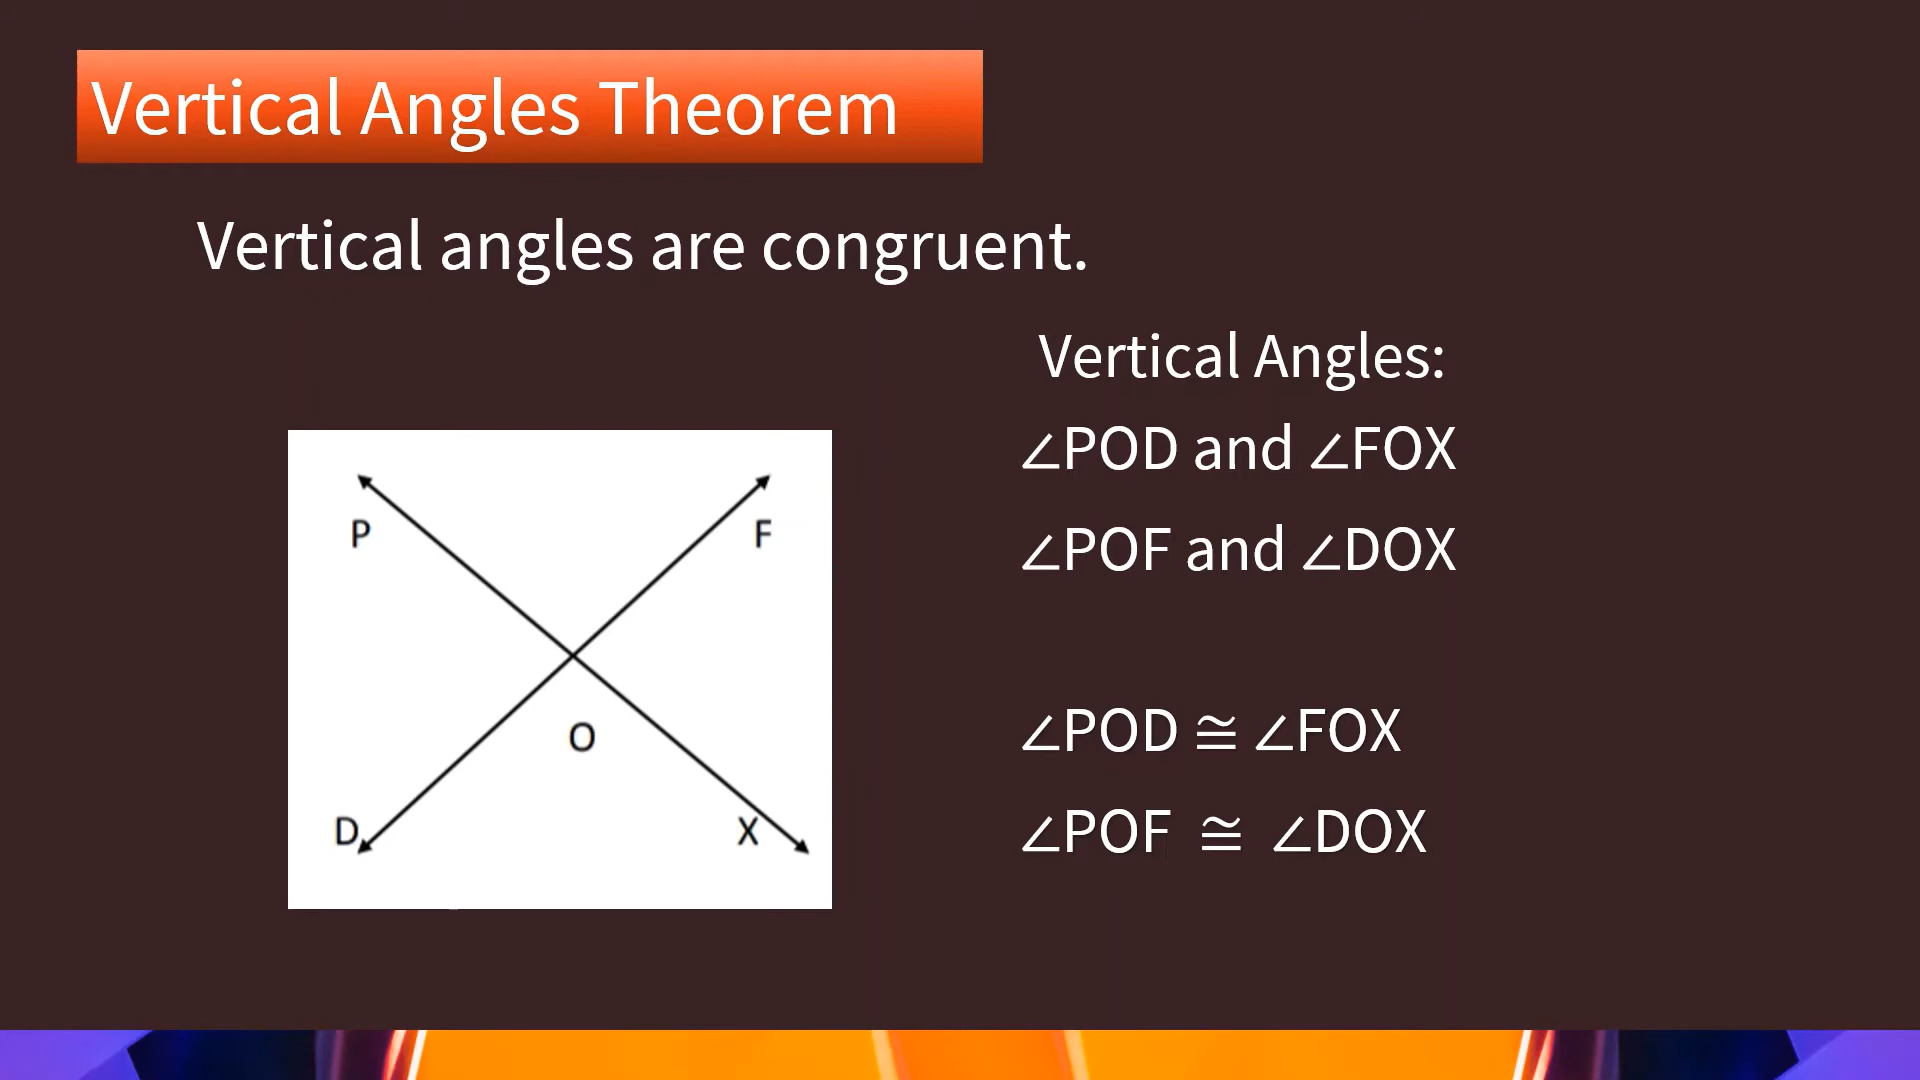 Vertical Angles Theorem
Vertical angles are congruent.
Vertical Angles:
∠POD and ∠FOX
∠POF and ∠DOX
∠POD ≅ ∠FOX
∠POF ≅ ∠DOX
P
F
O
D
X